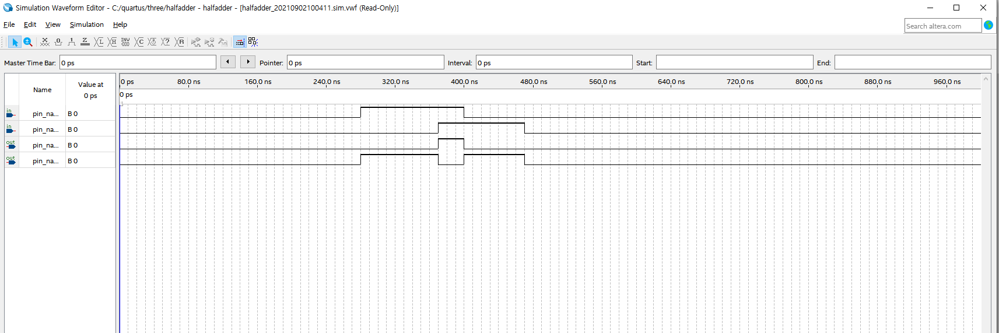 Simulation Waveform Editor - C:/quartus/three/halfadder - halfadder - [halfadder_20210902100411.sim.vwf (Read-Only)]
File Edit View Simulation Help
Search altera.com
Master Time Bar: 0 ps Pointer: 0 ps Interval: 0 ps Start: End:
Name Value at 0 ps
0 ps 80.0 ns 160.0 ns 240.0 ns 320.0 ns 400.0 ns 480.0 ns 560.0 ns 640.0 ns 720.0 ns 800.0 ns 880.0 ns 960.0 ns
0 ps
in pin_na... B 0
in pin_na... B 0
out pin_na... B 0
out pin_na... B 0